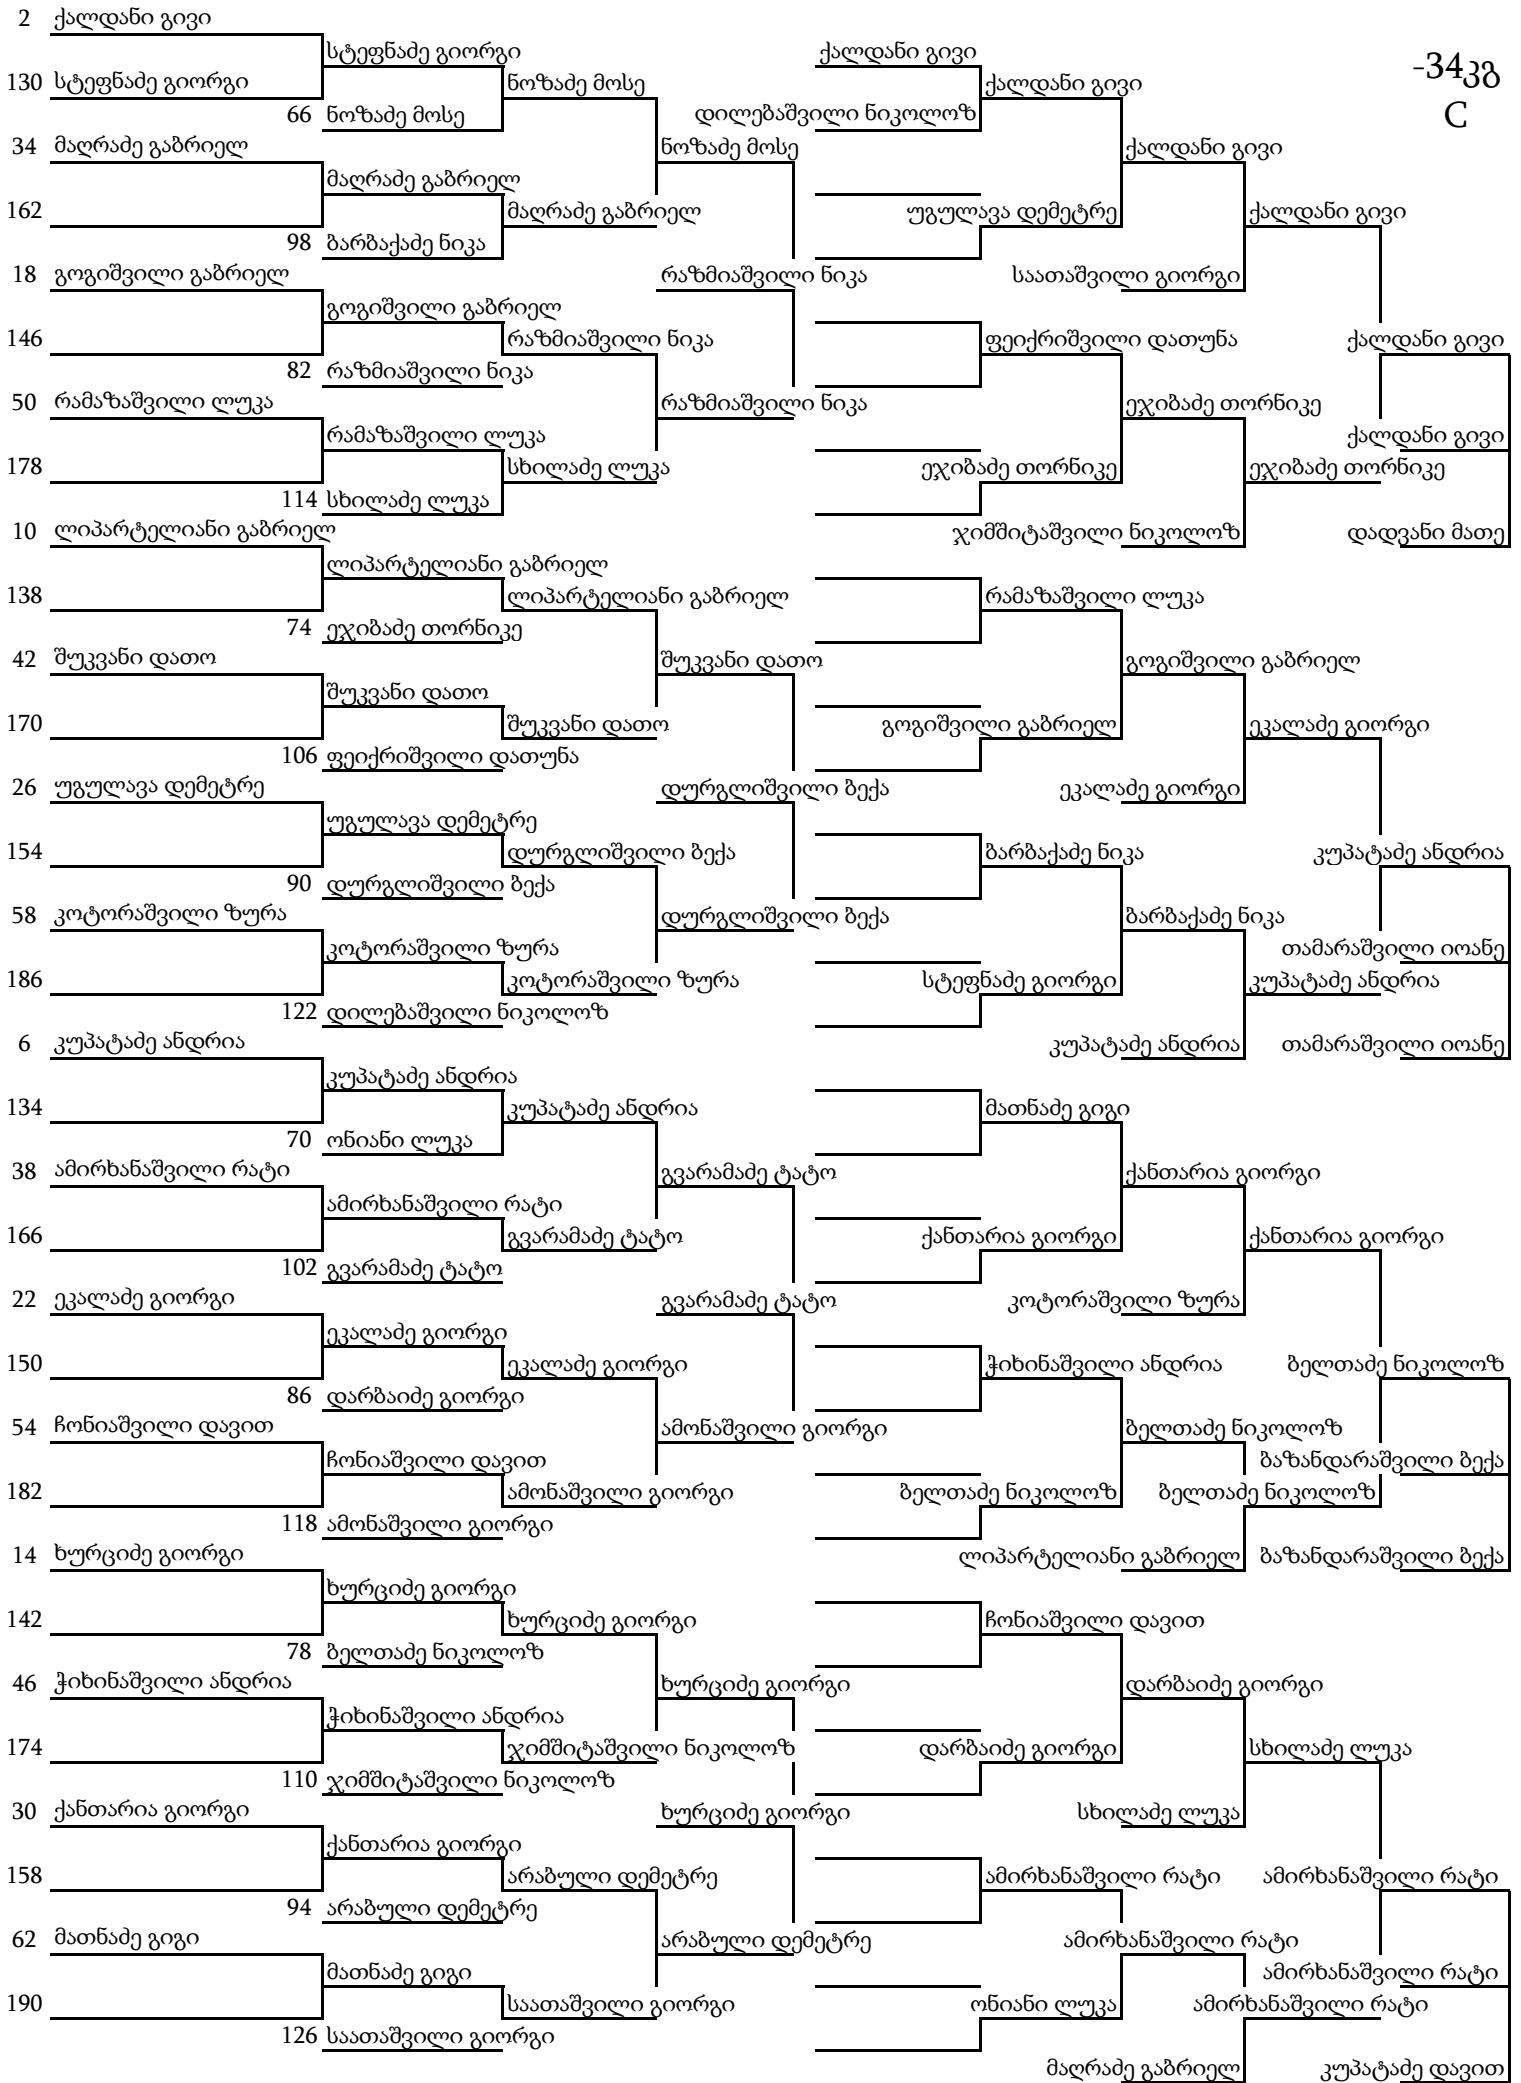 2 ქალდანი გივი
სტეფნაძე გიორგი ქალდანი გივი
-34კგ
130 სტეფნაძე გიორგი ნოზაძე მოსე ქალდანი გივი
66 ნოზაძე მოსე დილებაშვილი ნიკოლოზ
C
34 მაღრაძე გაბრიელ ნოზაძე მოსე ქალდანი გივი
მაღრაძე გაბრიელ
162 მაღრაძე გაბრიელ უგულავა დემეტრე ქალდანი გივი
98 ბარბაქაძე ნიკა
18 გოგიშვილი გაბრიელ რაზმიაშვილი ნიკა საათაშვილი გიორგი
გოგიშვილი გაბრიელ
146 რაზმიაშვილი ნიკა ფეიქრიშვილი დათუნა ქალდანი გივი
82 რაზმიაშვილი ნიკა
50 რამაზაშვილი ლუკა რაზმიაშვილი ნიკა ეჯიბაძე თორნიკე
რამაზაშვილი ლუკა ქალდანი გივი
178 სხილაძე ლუკა ეჯიბაძე თორნიკე ეჯიბაძე თორნიკე
114 სხილაძე ლუკა
10 ლიპარტელიანი გაბრიელ ჯიმშიტაშვილი ნიკოლოზ დადვანი მათე
ლიპარტელიანი გაბრიელ
138 ლიპარტელიანი გაბრიელ რამაზაშვილი ლუკა
74 ეჯიბაძე თორნიკე
42 შუკვანი დათო შუკვანი დათო გოგიშვილი გაბრიელ
შუკვანი დათო
170 შუკვანი დათო გოგიშვილი გაბრიელ ეკალაძე გიორგი
106 ფეიქრიშვილი დათუნა
26 უგულავა დემეტრე დურგლიშვილი ბექა ეკალაძე გიორგი
უგულავა დემეტრე
154 დურგლიშვილი ბექა ბარბაქაძე ნიკა კუპატაძე ანდრია
90 დურგლიშვილი ბექა
58 კოტორაშვილი ზურა დურგლიშვილი ბექა ბარბაქაძე ნიკა
კოტორაშვილი ზურა თამარაშვილი იოანე
186 კოტორაშვილი ზურა სტეფნაძე გიორგი კუპატაძე ანდრია
122 დილებაშვილი ნიკოლოზ
6 კუპატაძე ანდრია კუპატაძე ანდრია თამარაშვილი იოანე
კუპატაძე ანდრია
134 კუპატაძე ანდრია მათნაძე გიგი
70 ონიანი ლუკა
38 ამირხანაშვილი რატი გვარამაძე ტატო ქანთარია გიორგი
ამირხანაშვილი რატი
166 გვარამაძე ტატო ქანთარია გიორგი ქანთარია გიორგი
102 გვარამაძე ტატო
22 ეკალაძე გიორგი გვარამაძე ტატო კოტორაშვილი ზურა
ეკალაძე გიორგი
150 ეკალაძე გიორგი ჭიხინაშვილი ანდრია ბელთაძე ნიკოლოზ
86 დარბაიძე გიორგი
54 ჩონიაშვილი დავით ამონაშვილი გიორგი ბელთაძე ნიკოლოზ
ჩონიაშვილი დავით ბაზანდარაშვილი ბექა
182 ამონაშვილი გიორგი ბელთაძე ნიკოლოზ ბელთაძე ნიკოლოზ
118 ამონაშვილი გიორგი
14 ხურციძე გიორგი ლიპარტელიანი გაბრიელ ბაზანდარაშვილი ბექა
ხურციძე გიორგი
142 ხურციძე გიორგი ჩონიაშვილი დავით
78 ბელთაძე ნიკოლოზ
46 ჭიხინაშვილი ანდრია ხურციძე გიორგი დარბაიძე გიორგი
ჭიხინაშვილი ანდრია
174 ჯიმშიტაშვილი ნიკოლოზ დარბაიძე გიორგი სხილაძე ლუკა
110 ჯიმშიტაშვილი ნიკოლოზ
30 ქანთარია გიორგი ხურციძე გიორგი სხილაძე ლუკა
ქანთარია გიორგი
158 არაბული დემეტრე ამირხანაშვილი რატი ამირხანაშვილი რატი
94 არაბული დემეტრე
62 მათნაძე გიგი არაბული დემეტრე ამირხანაშვილი რატი
მათნაძე გიგი ამირხანაშვილი რატი
190 საათაშვილი გიორგი ონიანი ლუკა ამირხანაშვილი რატი
126 საათაშვილი გიორგი
მაღრაძე გაბრიელ კუპატაძე დავით